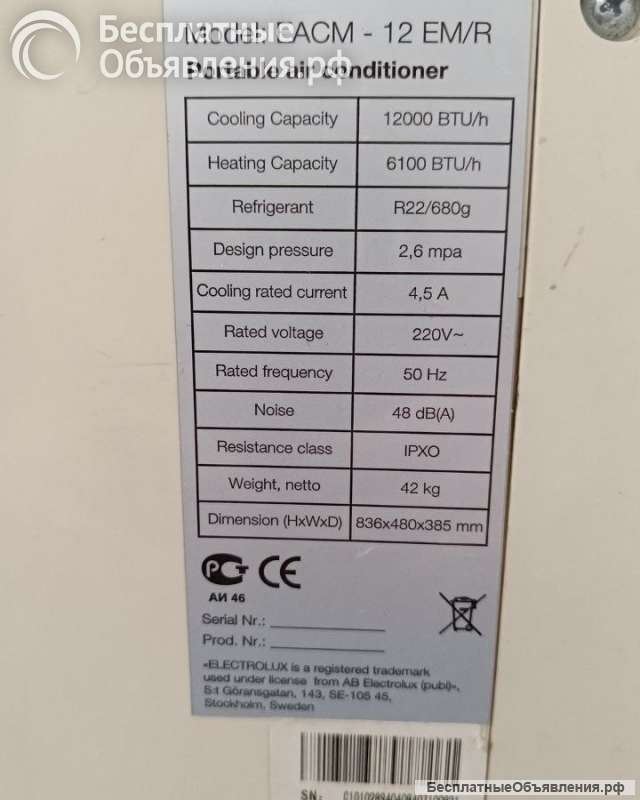 Бесплатные
Объявления.рф
Model: EACM - 12 EM/R
Portable air conditioner
Cooling Capacity 12000 BTU/h
Heating Capacity 6100 BTU/h
Refrigerant R22/680g
Design pressure 2,6 mpa
Cooling rated current 4,5 A
Rated voltage 220V~
Rated frequency 50 Hz
Noise 48 dB(A)
Resistance class IPXO
Weight, netto 42 kg
Dimension (HxWxD) 836x480x385 mm
РСТ CE
АИ 46
Serial Nr.:
Prod. Nr.:
«ELECTROLUX is a registered trademark
used under license from AB Electrolux (publ)»,
S:t Göransgatan, 143, SE-105 45,
Stockholm, Sweden
SN:
БесплатныеОбъявления.рф